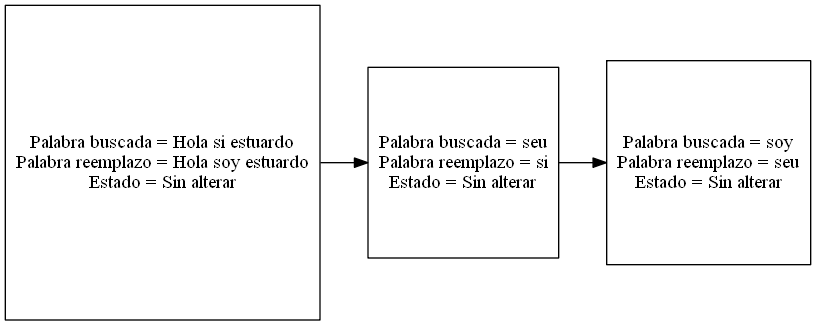 Palabra buscada = Hola si estuardo
Palabra reemplazo = Hola soy estuardo
Estado = Sin alterar
Palabra buscada = seu
Palabra reemplazo = si
Estado = Sin alterar
Palabra buscada = soy
Palabra reemplazo = seu
Estado = Sin alterar